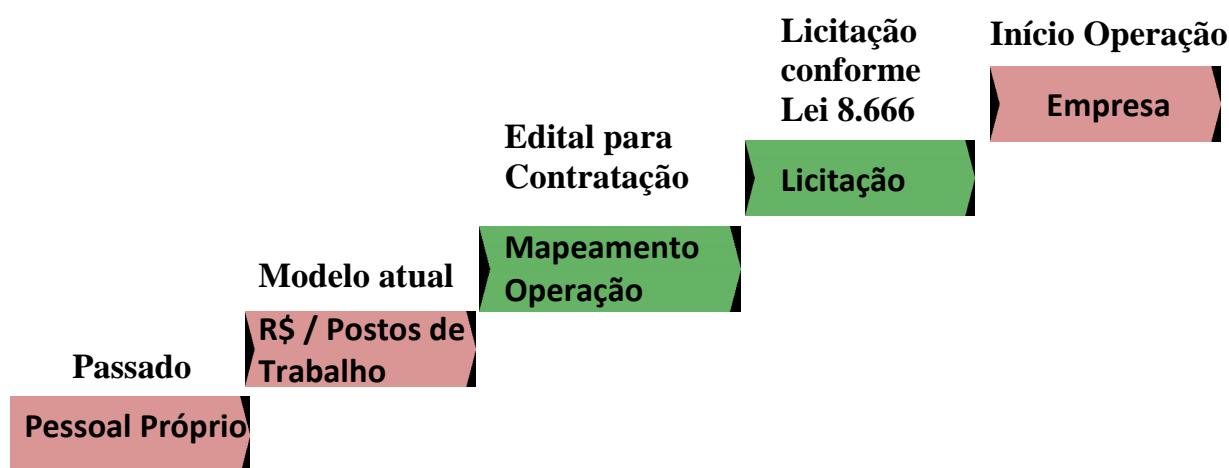 Passado
Pessoal Próprio
Modelo atual
R$ / Postos de
Trabalho
Edital para
Contratação
Mapeamento
Operação
Licitação
conforme
Lei 8.666
Licitação
Início Operação
Empresa